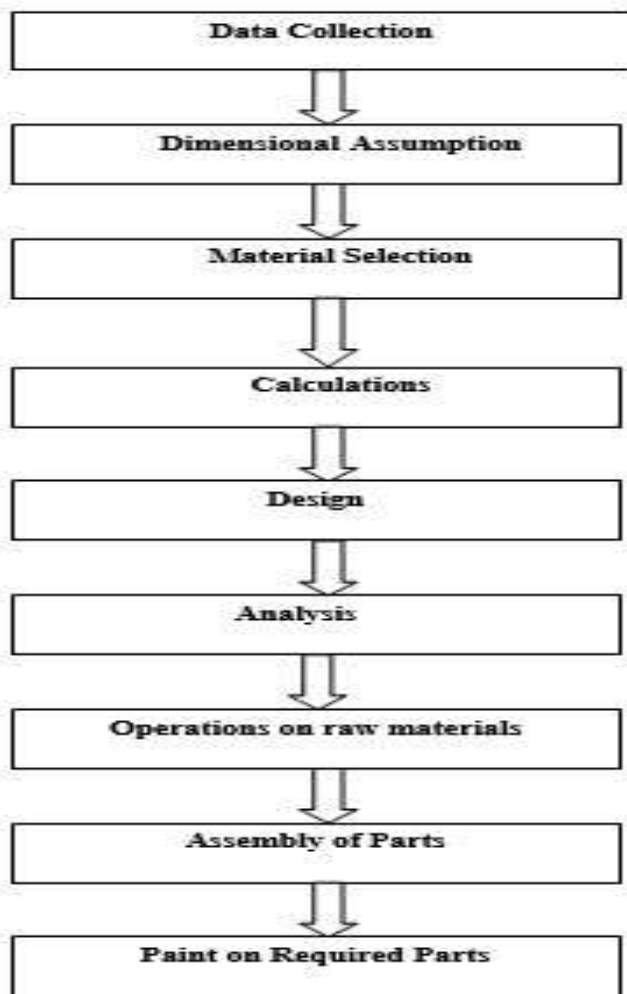 Data Collection
Dimensional Assumption
Material Selection
Calculations
Design
Analysis
Operations on raw materials
Assembly of Parts
Paint on Required Parts